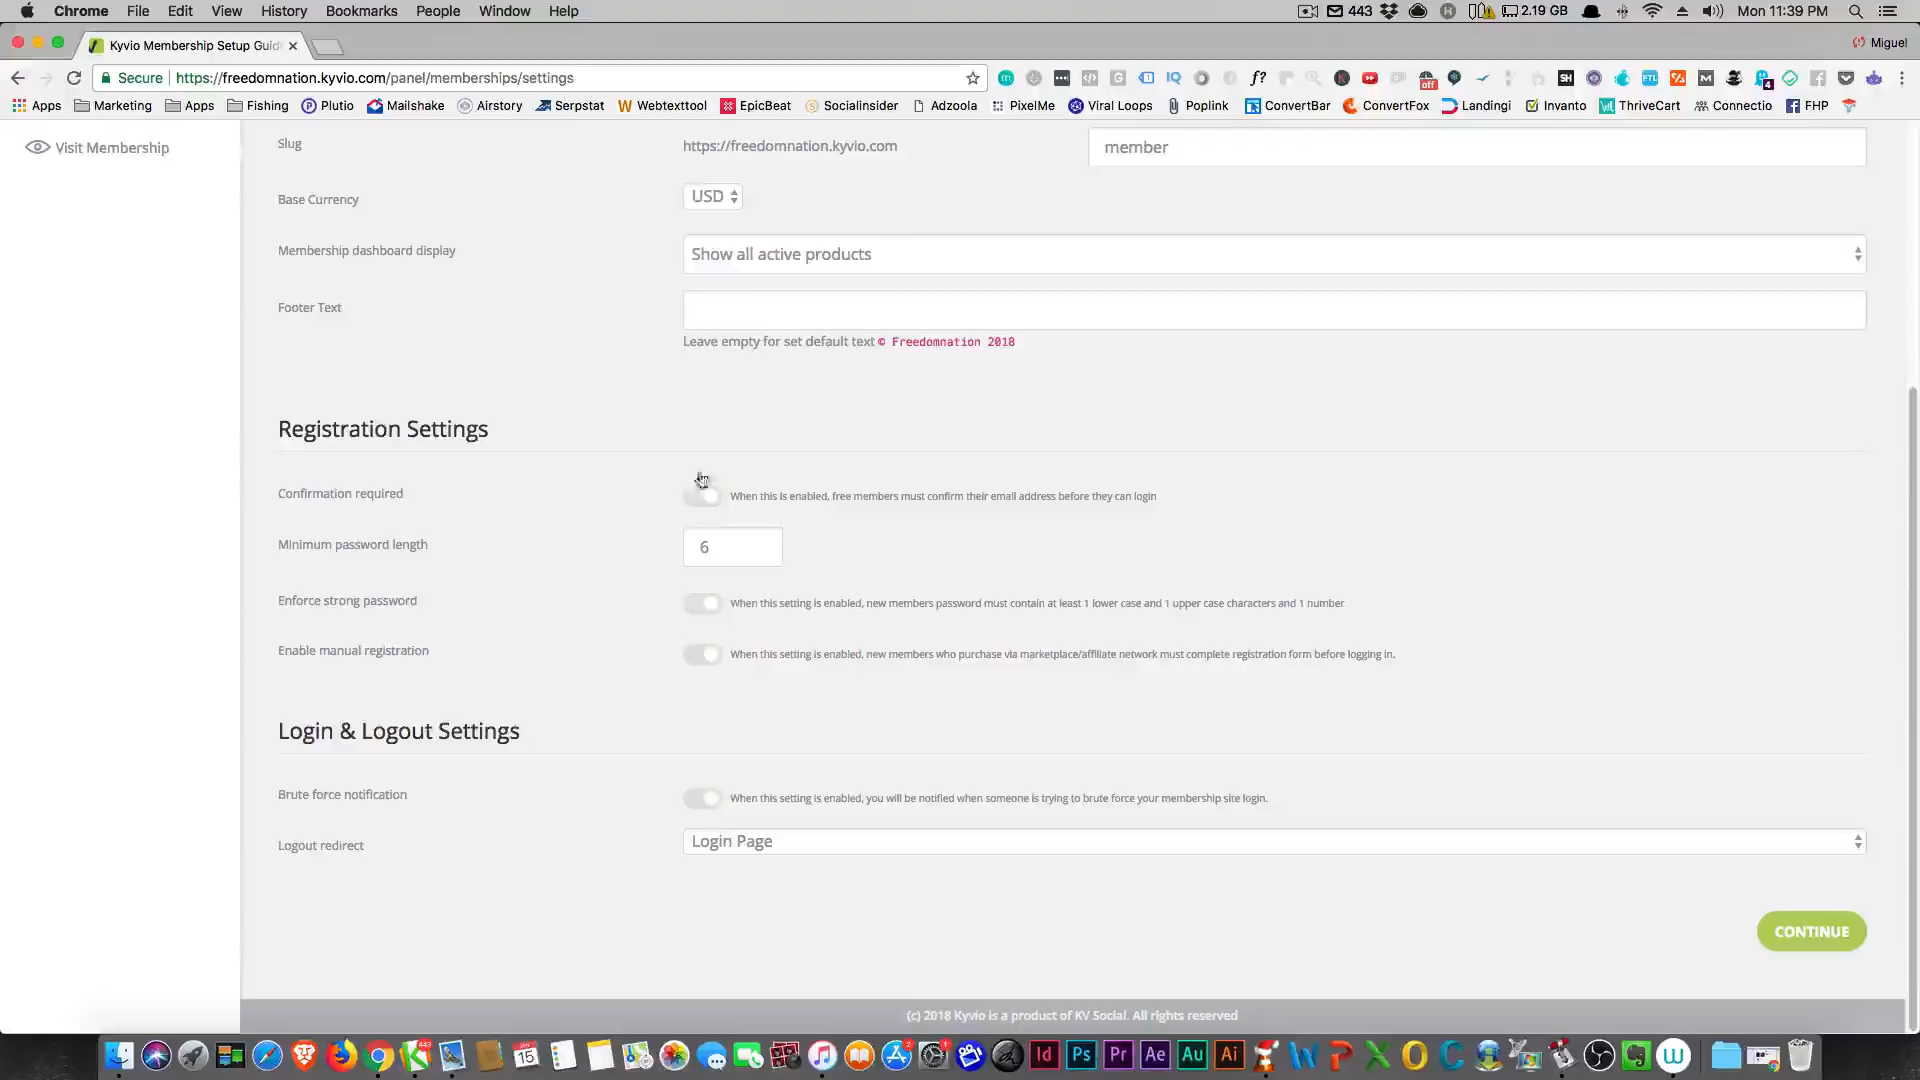 Chrome File Edit View History Bookmarks People Window Help 443 2.19 GB Mon 11:39 PM
Kyvio Membership Setup Guid Miguel
Secure https://freedomnation.kyvio.com/panel/memberships/settings
Apps Marketing Apps Fishing Plutio Mailshake Airstory Serpstat Webtexttool EpicBeat Socialinsider Adzoola PixelMe Viral Loops Poplink ConvertBar ConvertFox Landingi Invanto ThriveCart Connectio FHP
Visit Membership
Slug https://freedomnation.kyvio.com member
Base Currency USD
Membership dashboard display Show all active products
Footer Text
Leave empty for set default text © Freedomnation 2018
Registration Settings
Confirmation required When this is enabled, free members must confirm their email address before they can login
Minimum password length 6
Enforce strong password When this setting is enabled, new members password must contain at least 1 lower case and 1 upper case characters and 1 number
Enable manual registration When this setting is enabled, new members who purchase via marketplace/affiliate network must complete registration form before logging in.
Login & Logout Settings
Brute force notification When this setting is enabled, you will be notified when someone is trying to brute force your membership site login.
Logout redirect Login Page
CONTINUE
(c) 2018 Kyvio is a product of KV Social. All rights reserved